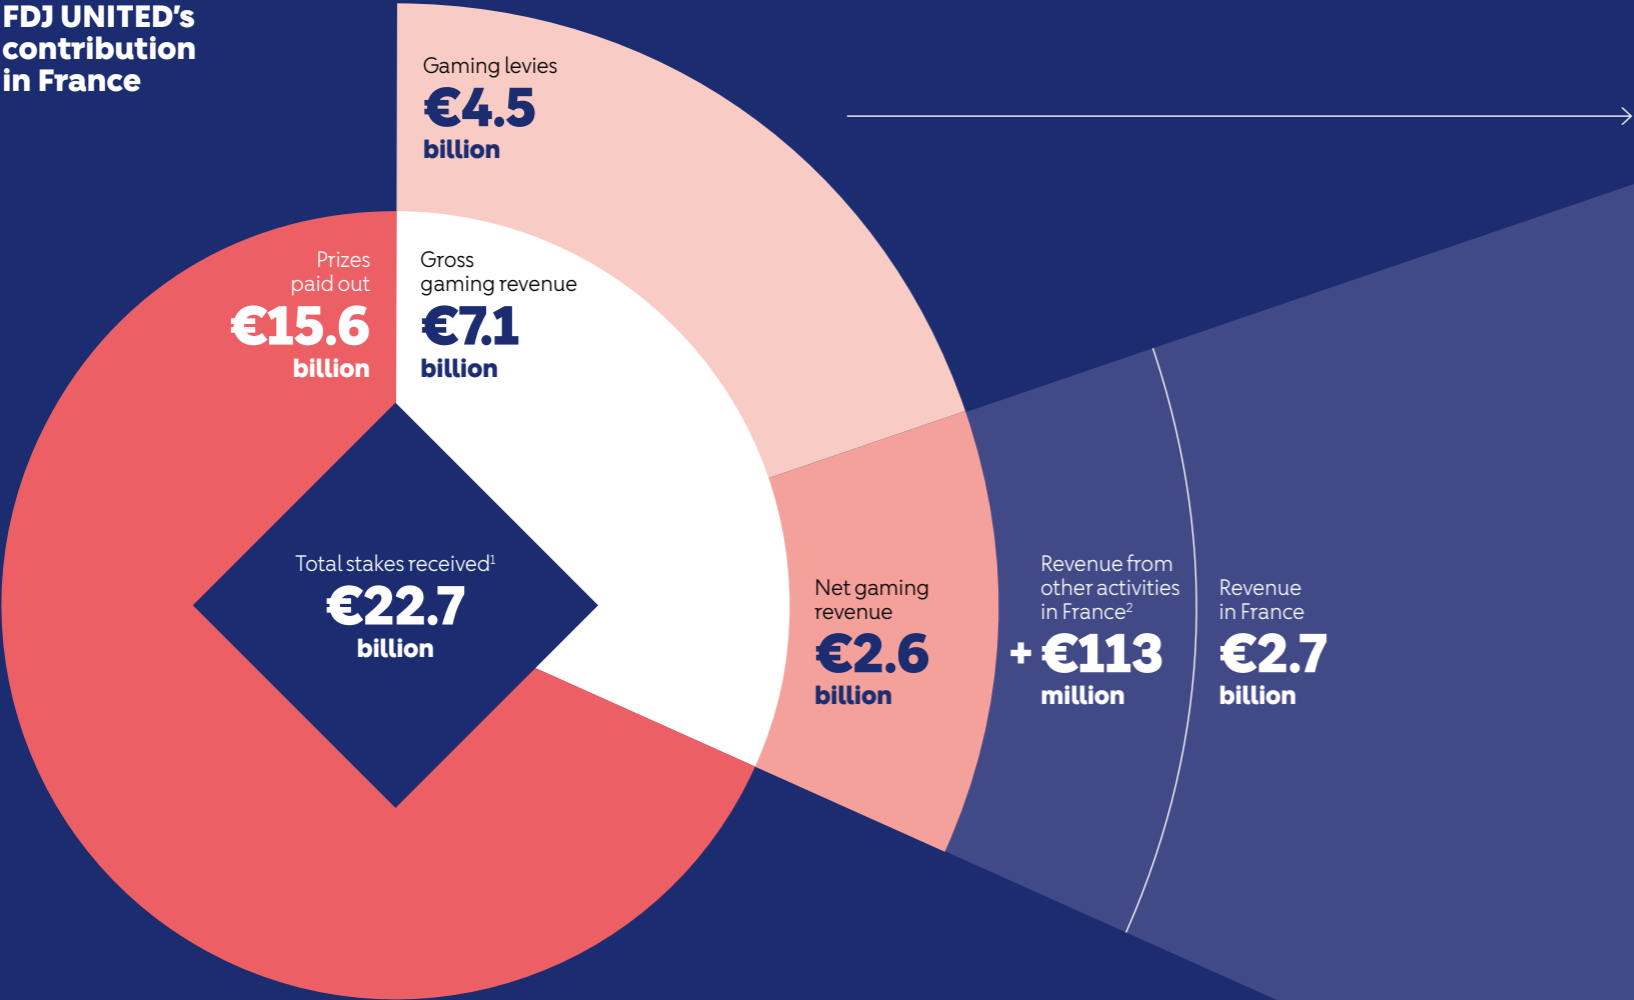 FDJ UNITED's
contribution
in France
Gaming levies
€4.5
billion
Prizes
paid out
€15.6
billion
Gross
gaming revenue
€7.1
billion
Total stakes received¹
€22.7
billion
Net gaming
revenue
€2.6
billion
Revenue from
other activities
in France²
+ €113
million
Revenue
in France
€2.7
billion